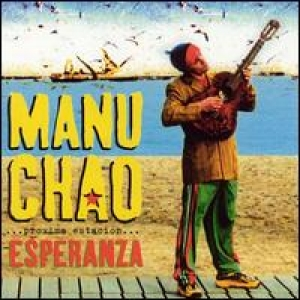 MANU
CHAO
...proxima estacion...
ESPERANZA